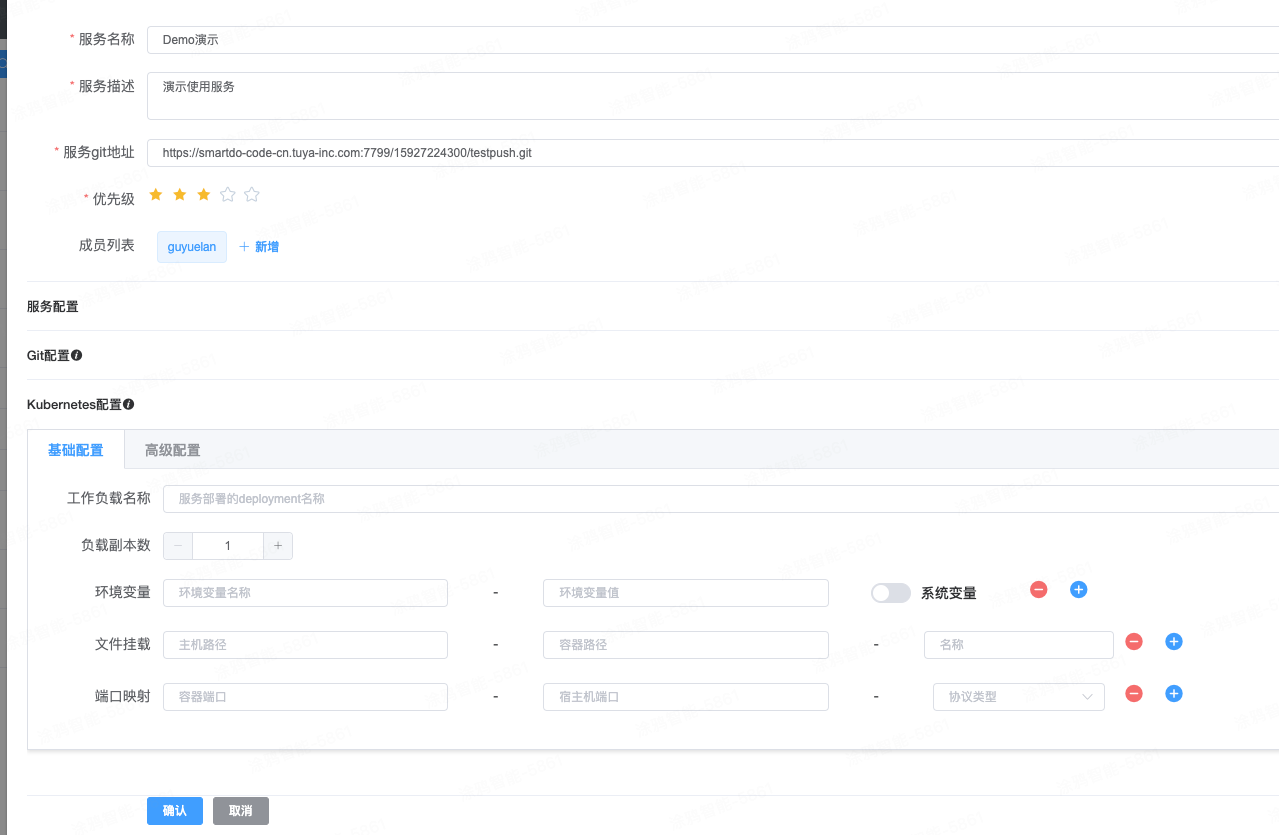 * 服务名称 Demo演示
* 服务描述 演示使用服务
* 服务git地址 https://smartdo-code-cn.tuya-inc.com:7799/15927224300/testpush.git
* 优先级
成员列表 guyuelan + 新增
服务配置
Git配置
Kubernetes配置
基础配置 高级配置
工作负载名称 服务部署的deployment名称
负载副本数 − 1 +
环境变量 环境变量名称 - 环境变量值 系统变量
文件挂载 主机路径 - 容器路径 - 名称
端口映射 容器端口 - 宿主机端口 - 协议类型
确认 取消